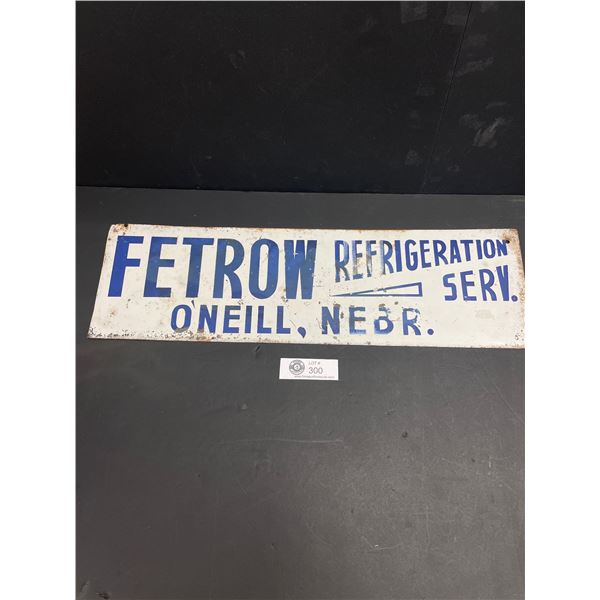 FETROW REFRIGERATION
SERV.
ONEILL, NEBR.
LOT #
300